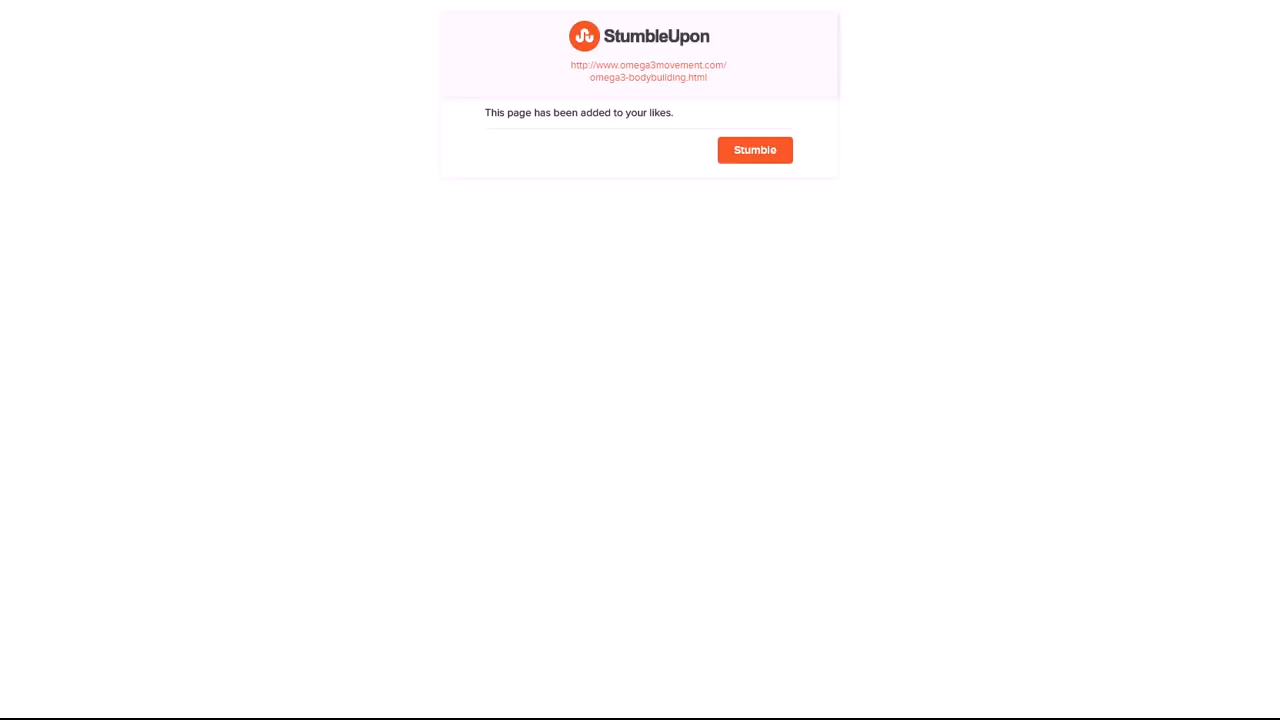 StumbleUpon
http://www.omega3movement.com/
omega3-bodybuilding.html
This page has been added to your likes.
Stumble